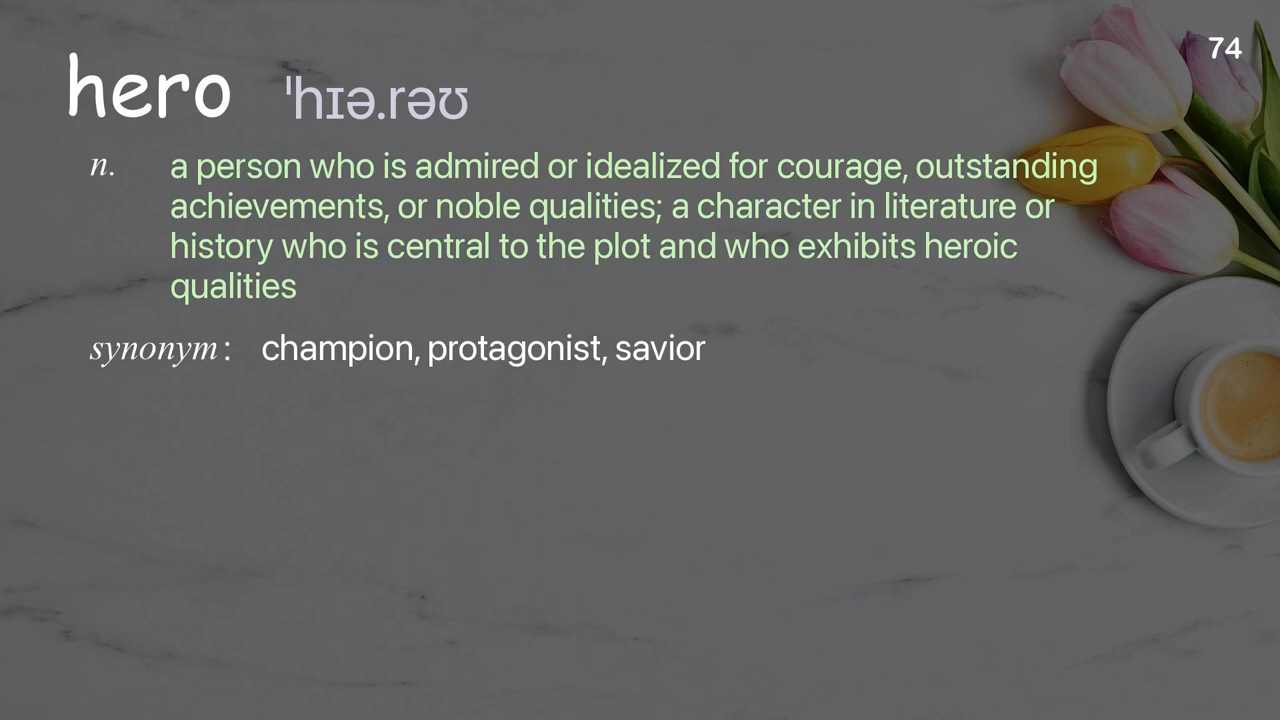 74
hero ˈhɪə.rəʊ
n. a person who is admired or idealized for courage, outstanding
achievements, or noble qualities; a character in literature or
history who is central to the plot and who exhibits heroic
qualities
synonym: champion, protagonist, savior